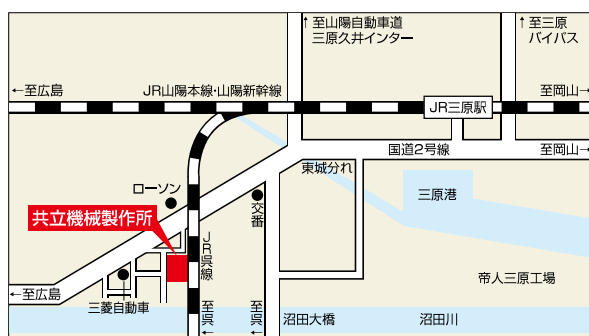 ↑至山陽自動車道
三原久井インター
↑至三原
バイパス
←至広島
JR山陽本線・山陽新幹線
至岡山→
JR三原駅
国道2号線
至岡山→
東城分れ
ローソン
交番
三原港
共立機械製作所
JR呉線
帝人三原工場
←至広島
三菱自動車
至呉←
至呉←
沼田大橋
沼田川